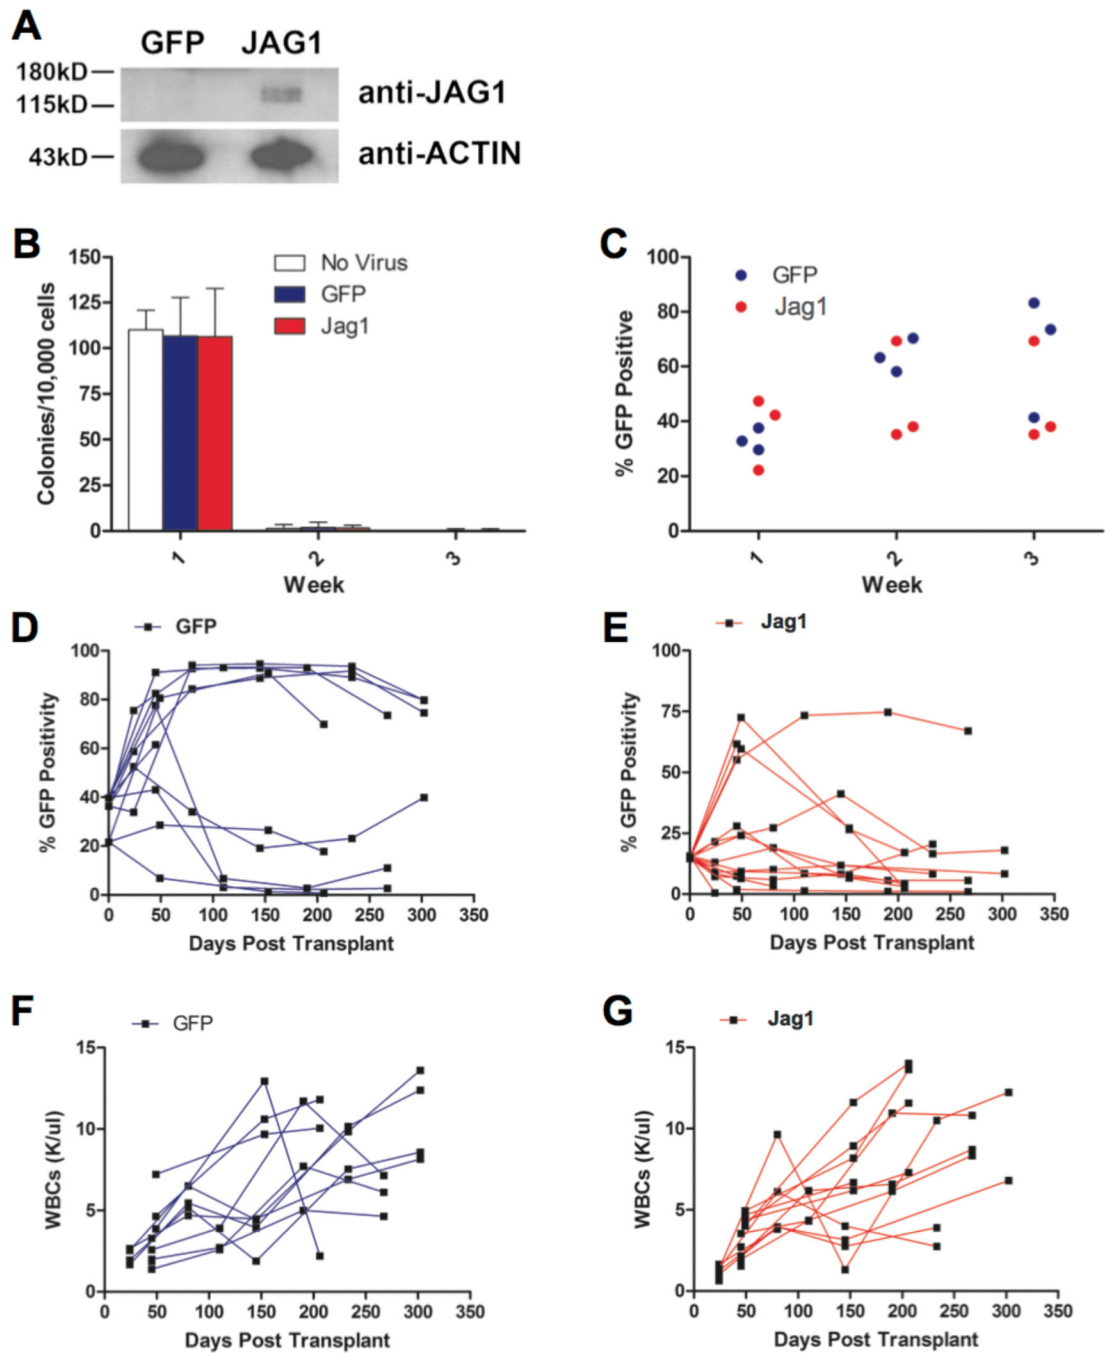 A
GFP JAG1
180kD
115kD
anti-JAG1
43kD
anti-ACTIN
B
150
125
100
75
50
25
0
Colonies/10,000 cells
No Virus
GFP
Jag1
1 2 3
Week
C
100
80
60
40
20
0
% GFP Positive
GFP
Jag1
1 2 3
Week
D
GFP
100
80
60
40
20
0
% GFP Positivity
0 50 100 150 200 250 300 350
Days Post Transplant
E
Jag1
100
75
50
25
0
% GFP Positivity
0 50 100 150 200 250 300 350
Days Post Transplant
F
GFP
15
10
5
0
WBCs (K/ul)
0 50 100 150 200 250 300 350
Days Post Transplant
G
Jag1
15
10
5
0
WBCs (K/ul)
0 50 100 150 200 250 300 350
Days Post Transplant